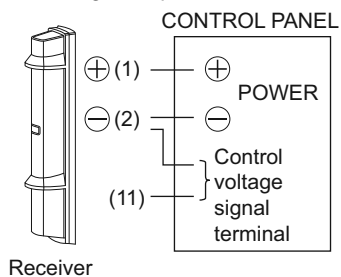 CONTROL PANEL
⊕ (1) ⊕
POWER
⊖ (2) ⊖
Control
voltage
(11) signal
terminal
Receiver